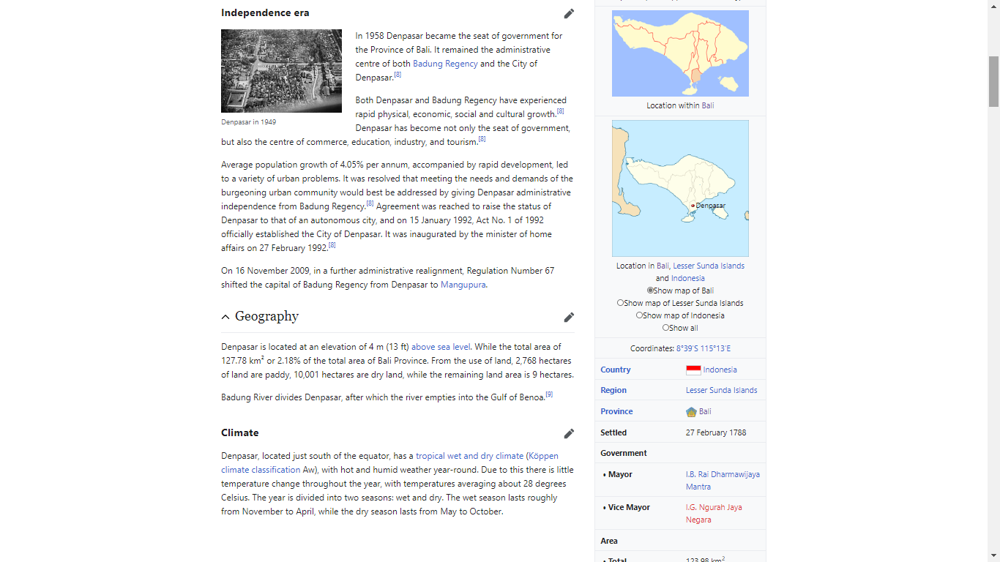 Independence era
In 1958 Denpasar became the seat of government for
the Province of Bali. It remained the administrative
centre of both Badung Regency and the City of
Denpasar.[8]
Both Denpasar and Badung Regency have experienced
rapid physical, economic, social and cultural growth.[8]
Denpasar has become not only the seat of government,
Denpasar in 1949
but also the centre of commerce, education, industry, and tourism.[8]
Average population growth of 4.05% per annum, accompanied by rapid development, led
to a variety of urban problems. It was resolved that meeting the needs and demands of the
burgeoning urban community would best be addressed by giving Denpasar administrative
independence from Badung Regency.[8] Agreement was reached to raise the status of
Denpasar to that of an autonomous city, and on 15 January 1992, Act No. 1 of 1992
officially established the City of Denpasar. It was inaugurated by the minister of home
affairs on 27 February 1992.[8]
On 16 November 2009, in a further administrative realignment, Regulation Number 67
shifted the capital of Badung Regency from Denpasar to Mangupura.
Geography
Denpasar is located at an elevation of 4 m (13 ft) above sea level. While the total area of
127.78 km² or 2.18% of the total area of Bali Province. From the use of land, 2,768 hectares
of land are paddy, 10,001 hectares are dry land, while the remaining land area is 9 hectares.
Badung River divides Denpasar, after which the river empties into the Gulf of Benoa.[9]
Climate
Denpasar, located just south of the equator, has a tropical wet and dry climate (Köppen
climate classification Aw), with hot and humid weather year-round. Due to this there is little
temperature change throughout the year, with temperatures averaging about 28 degrees
Celsius. The year is divided into two seasons: wet and dry. The wet season lasts roughly
from November to April, while the dry season lasts from May to October.
Location within Bali
Denpasar
Location in Bali, Lesser Sunda Islands
and Indonesia
Show map of Bali
Show map of Lesser Sunda Islands
Show map of Indonesia
Show all
Coordinates: 8°39′S 115°13′E
Country Indonesia
Region Lesser Sunda Islands
Province Bali
Settled 27 February 1788
Government
• Mayor I.B. Rai Dharmawijaya
Mantra
• Vice Mayor I.G. Ngurah Jaya
Negara
Area
• Total 123.98 km²